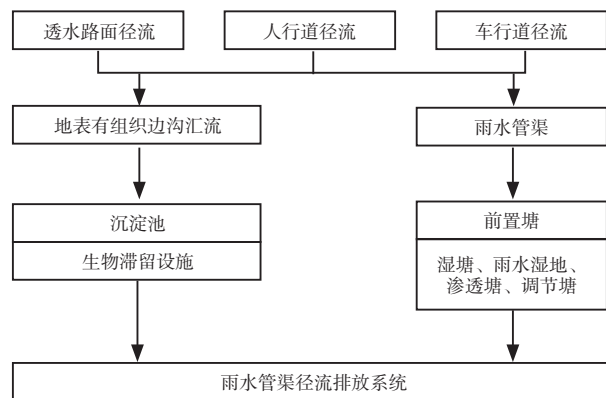 透水路面径流
人行道径流
车行道径流
地表有组织边沟汇流
雨水管渠
沉淀池
前置塘
生物滞留设施
湿塘、雨水湿地、
渗透塘、调节塘
雨水管渠径流排放系统